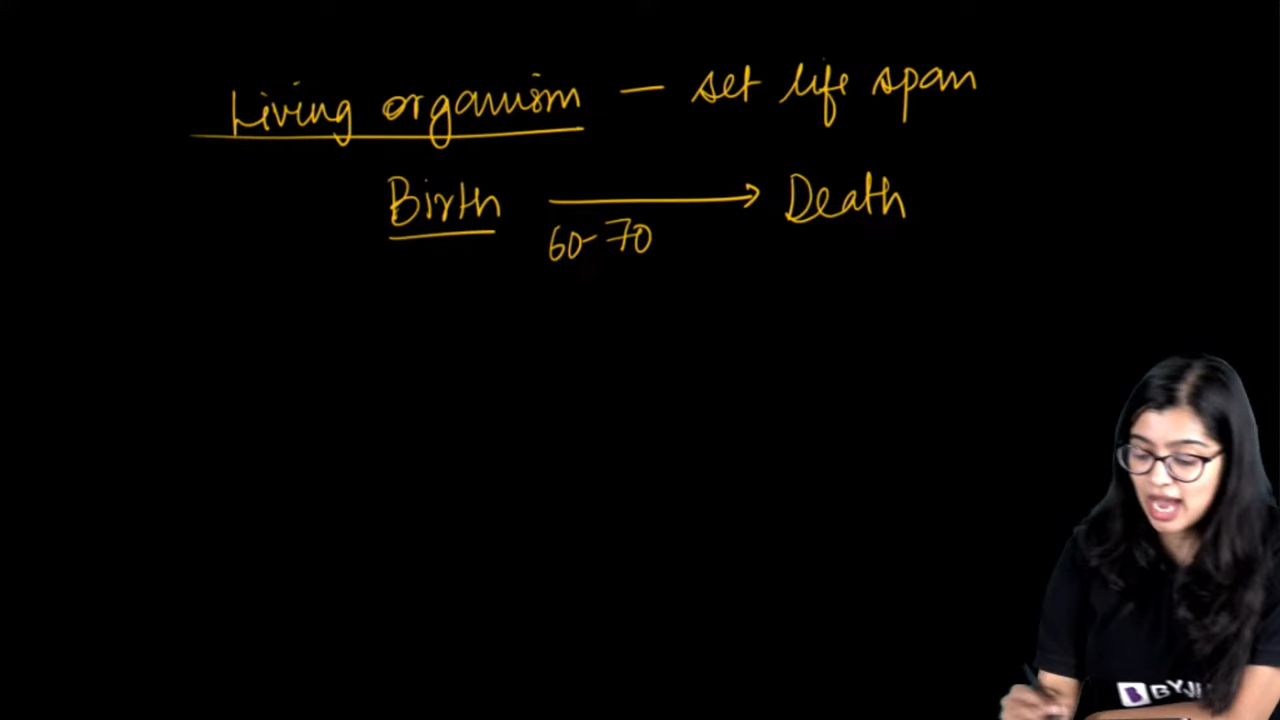 Living organism — set life span
Birth ⟶ Death
60-70